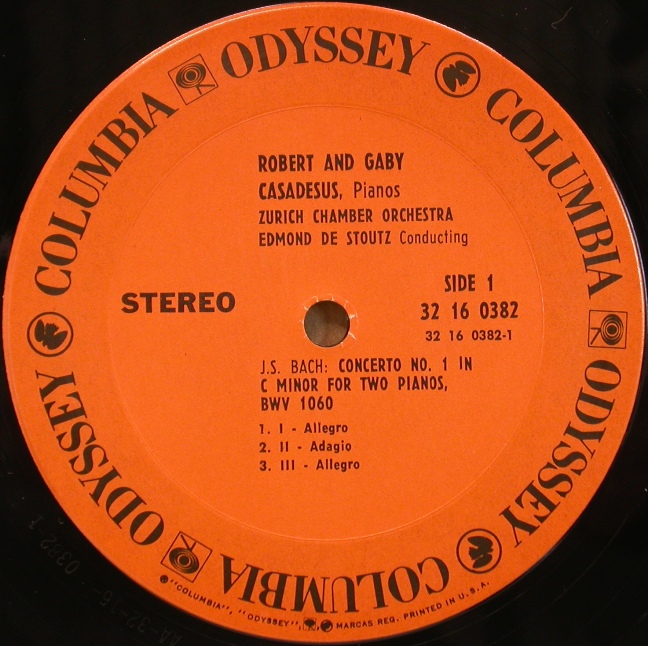 COLUMBIA ODYSSEY COLUMBIA ODYSSEY COLUMBIA ODYSSEY
ROBERT AND GABY
CASADESUS, Pianos
ZURICH CHAMBER ORCHESTRA
EDMOND DE STOUTZ Conducting
STEREO
SIDE 1
32 16 0382
32 16 0382-1
J.S. BACH: CONCERTO NO. 1 IN
C MINOR FOR TWO PIANOS,
BWV 1060
1. I - Allegro
2. II - Adagio
3. III - Allegro
"COLUMBIA", "ODYSSEY", MARCAS REG. PRINTED IN U.S.A.